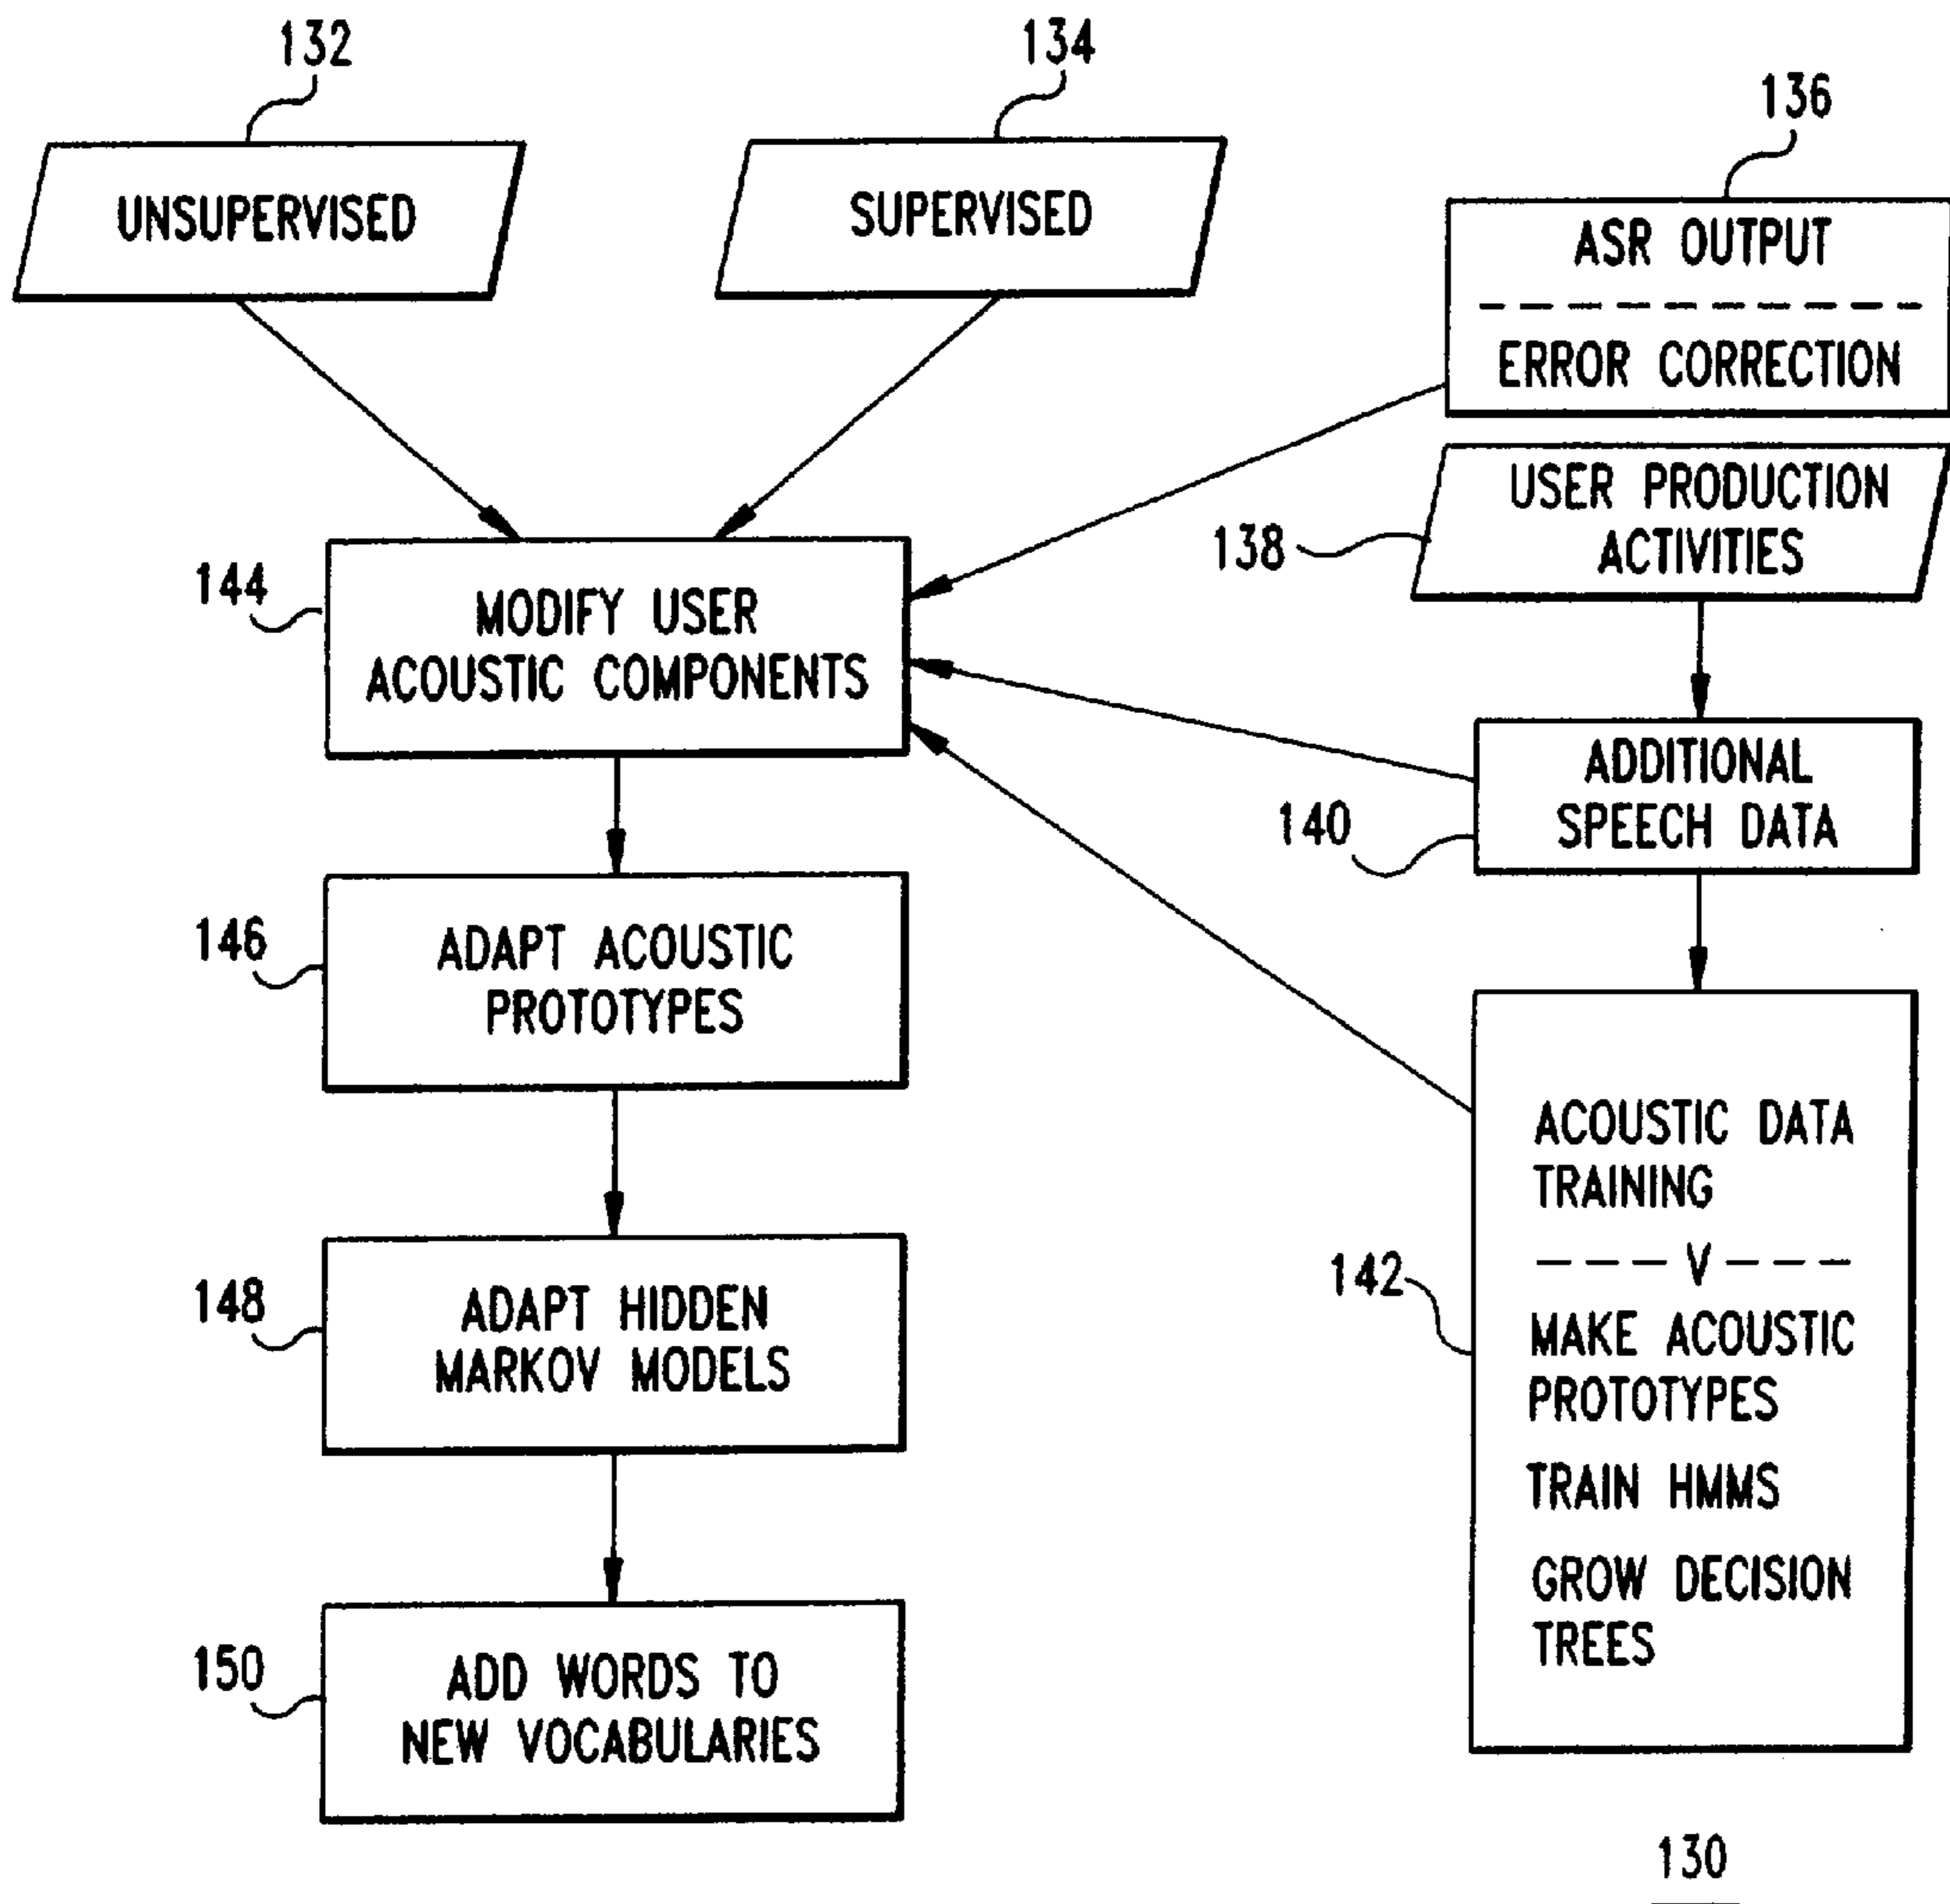 132
134
136
UNSUPERVISED
SUPERVISED
ASR OUTPUT
ERROR CORRECTION
USER PRODUCTION
ACTIVITIES
138
144
MODIFY USER
ACOUSTIC COMPONENTS
ADDITIONAL
SPEECH DATA
140
146
ADAPT ACOUSTIC
PROTOTYPES
ACOUSTIC DATA
TRAINING
V
142
MAKE ACOUSTIC
PROTOTYPES
TRAIN HMMS
GROW DECISION
TREES
148
ADAPT HIDDEN
MARKOV MODELS
150
ADD WORDS TO
NEW VOCABULARIES
130